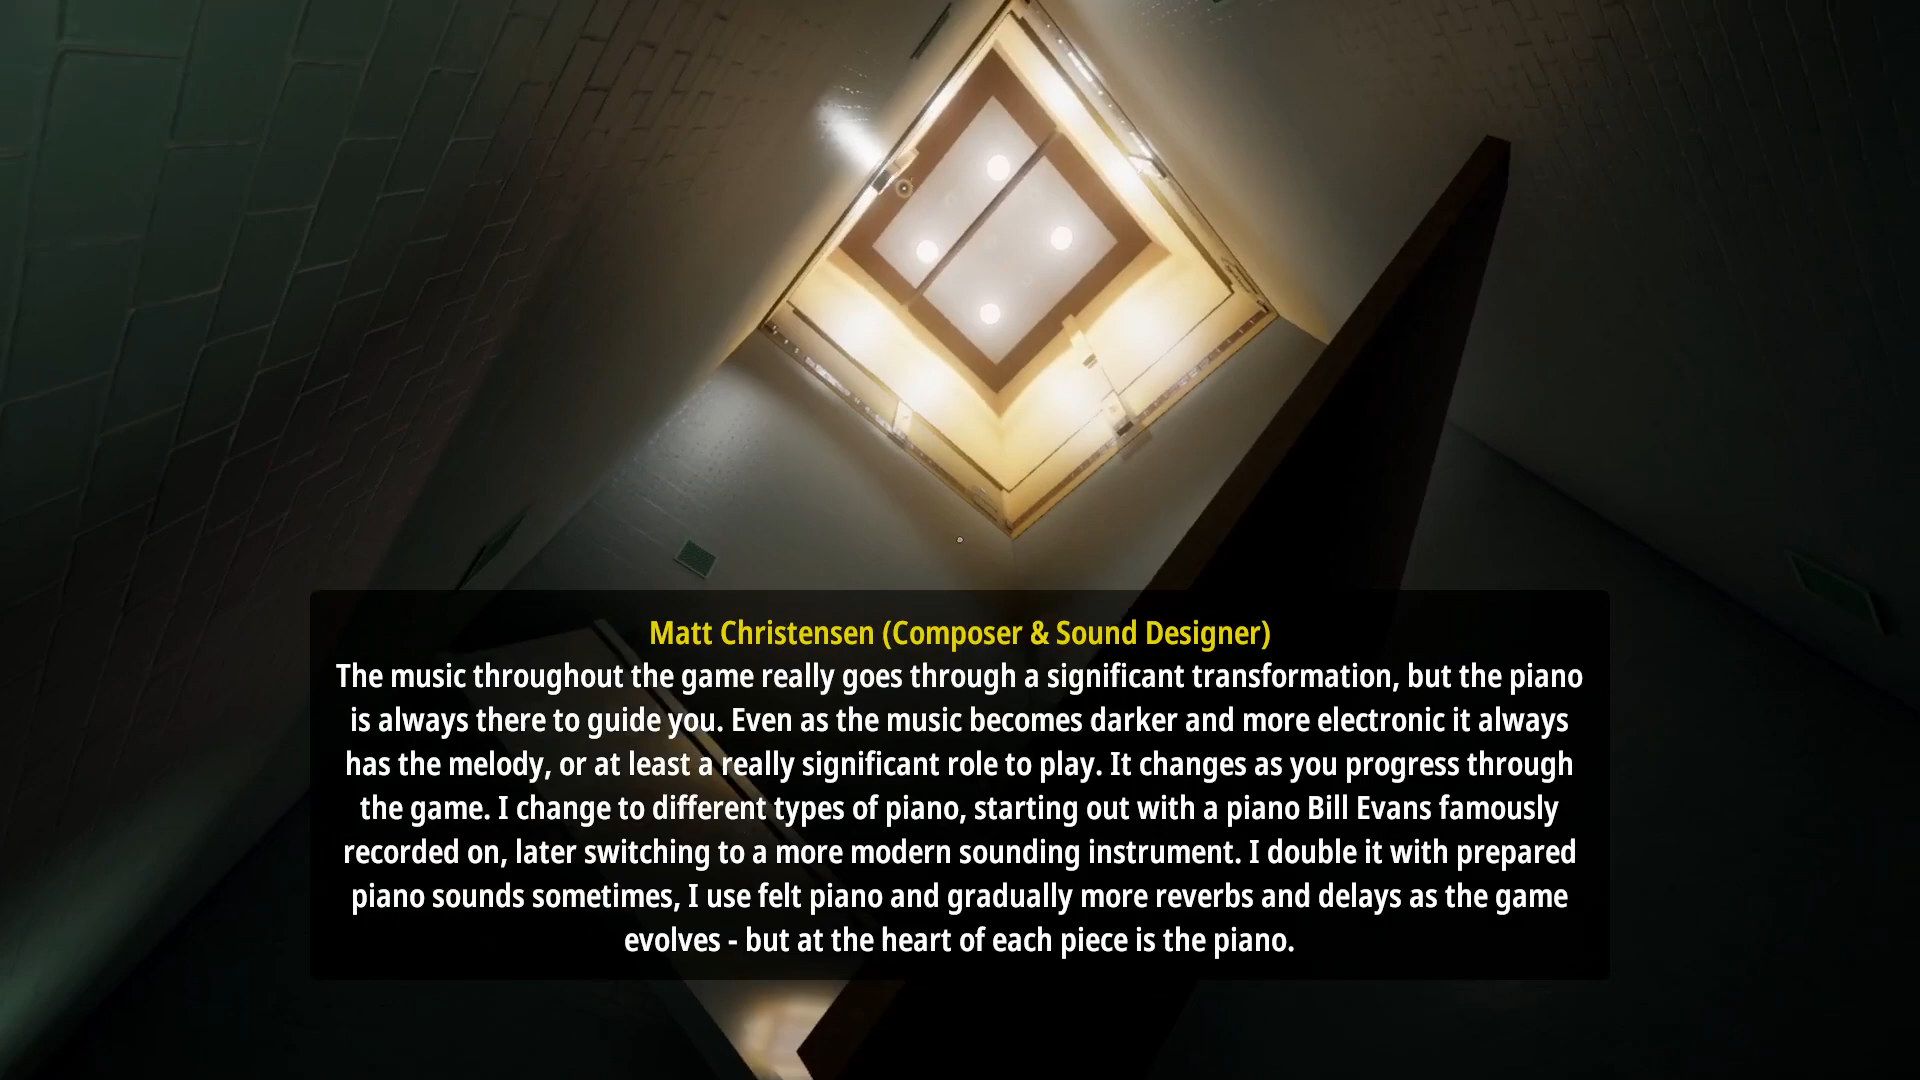 Matt Christensen (Composer & Sound Designer)
The music throughout the game really goes through a significant transformation, but the piano
is always there to guide you. Even as the music becomes darker and more electronic it always
has the melody, or at least a really significant role to play. It changes as you progress through
the game. I change to different types of piano, starting out with a piano Bill Evans famously
recorded on, later switching to a more modern sounding instrument. I double it with prepared
piano sounds sometimes, I use felt piano and gradually more reverbs and delays as the game
evolves - but at the heart of each piece is the piano.